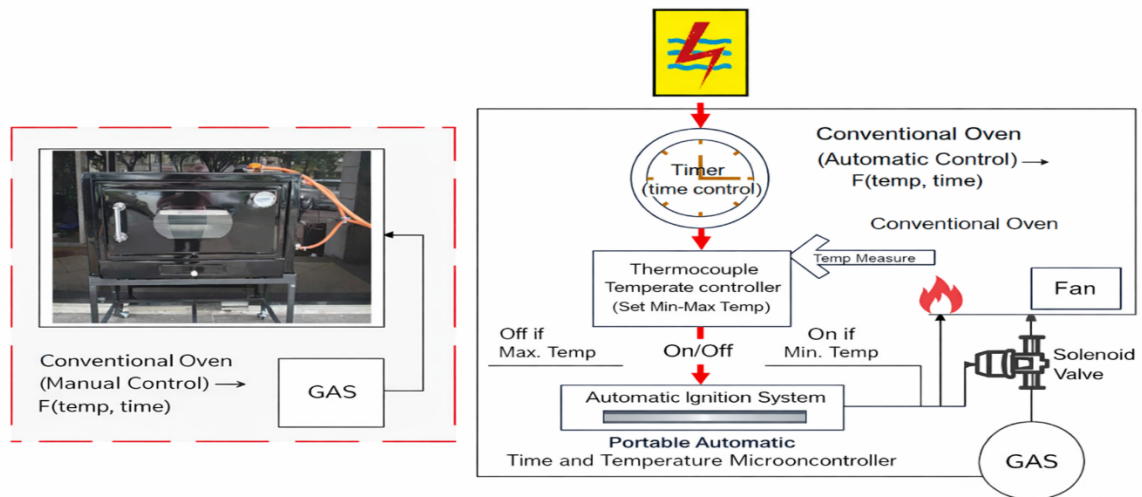 Conventional Oven
(Manual Control) →
F(temp, time)
GAS
Timer
(time control)
Conventional Oven
(Automatic Control) →
F(temp, time)
Conventional Oven
Temp Measure
Thermocouple
Temperate controller
(Set Min-Max Temp)
Fan
Off if
Max. Temp
On/Off
On if
Min. Temp
Solenoid
Valve
Automatic Ignition System
Portable Automatic
Time and Temperature Microoncontroller
GAS